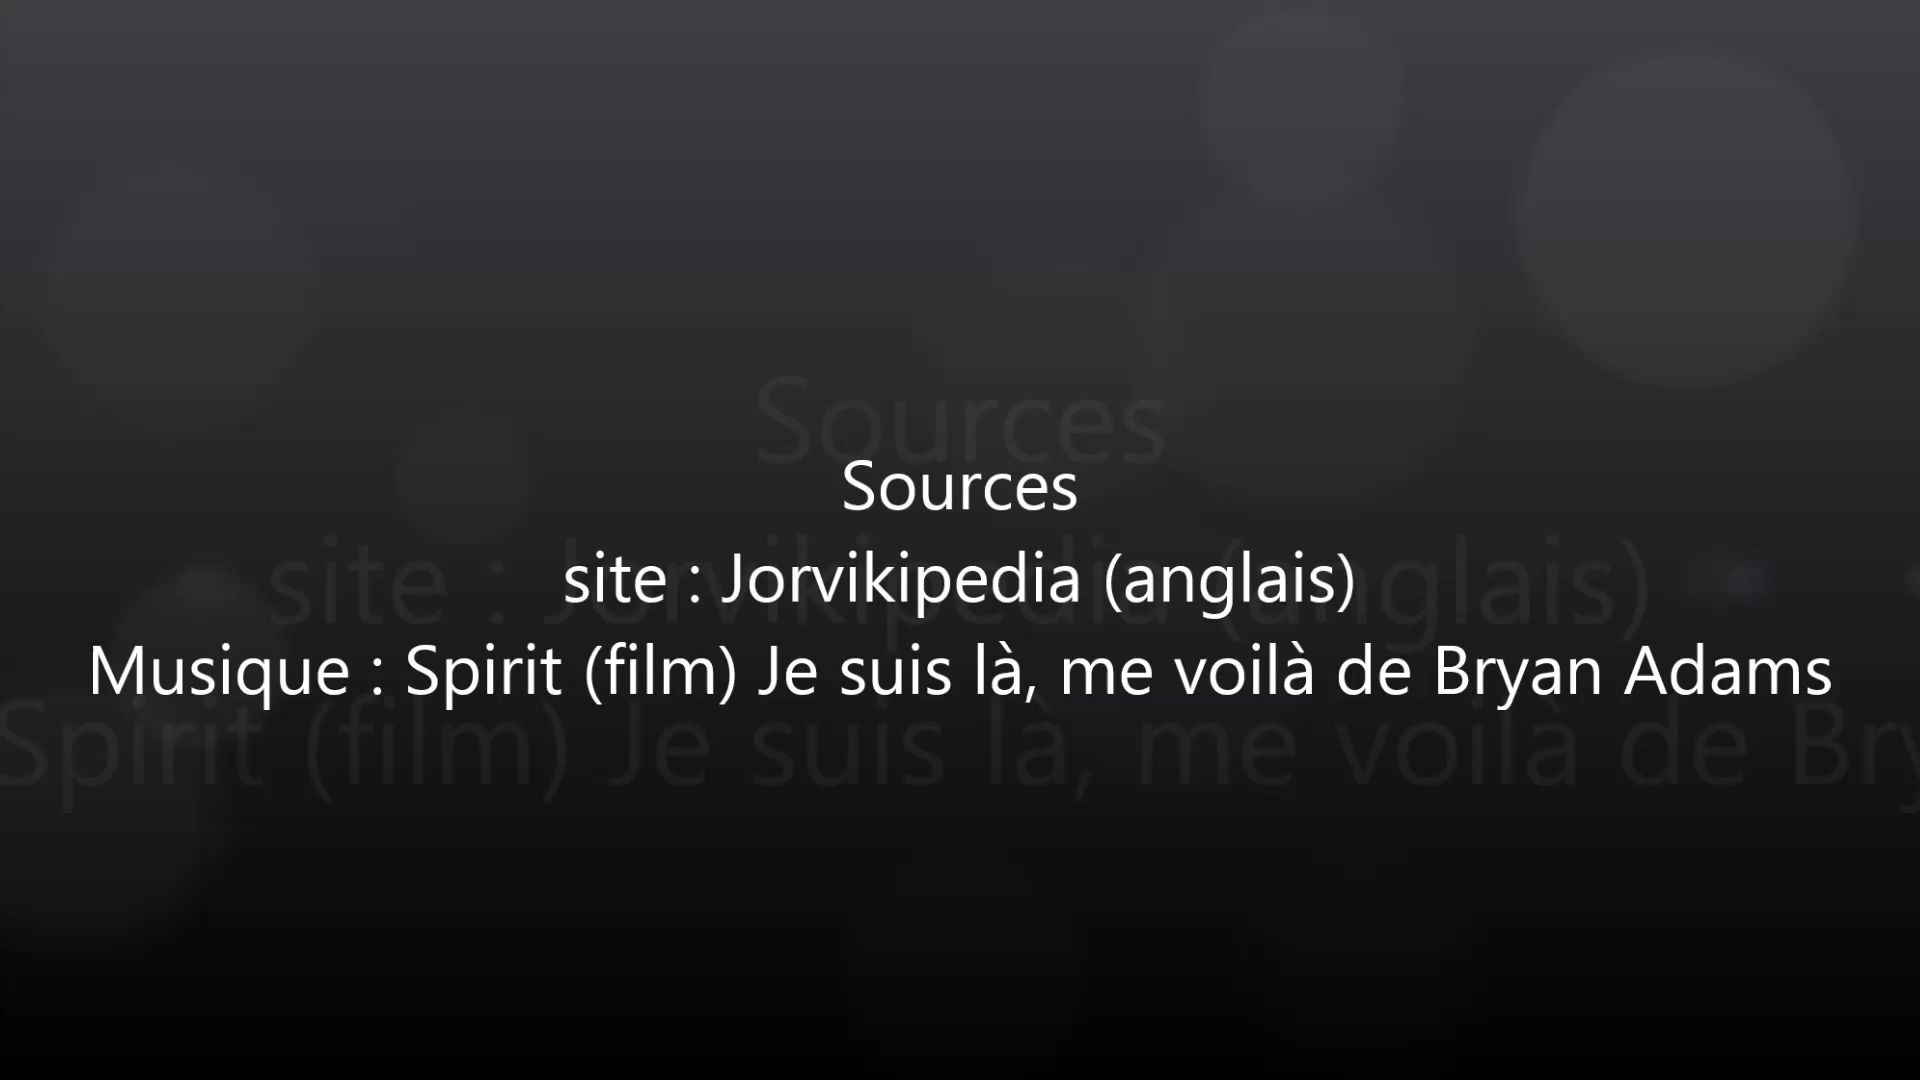 Sources
site : Jorvikipedia (anglais)
Musique : Spirit (film) Je suis là, me voilà de Bryan Adams